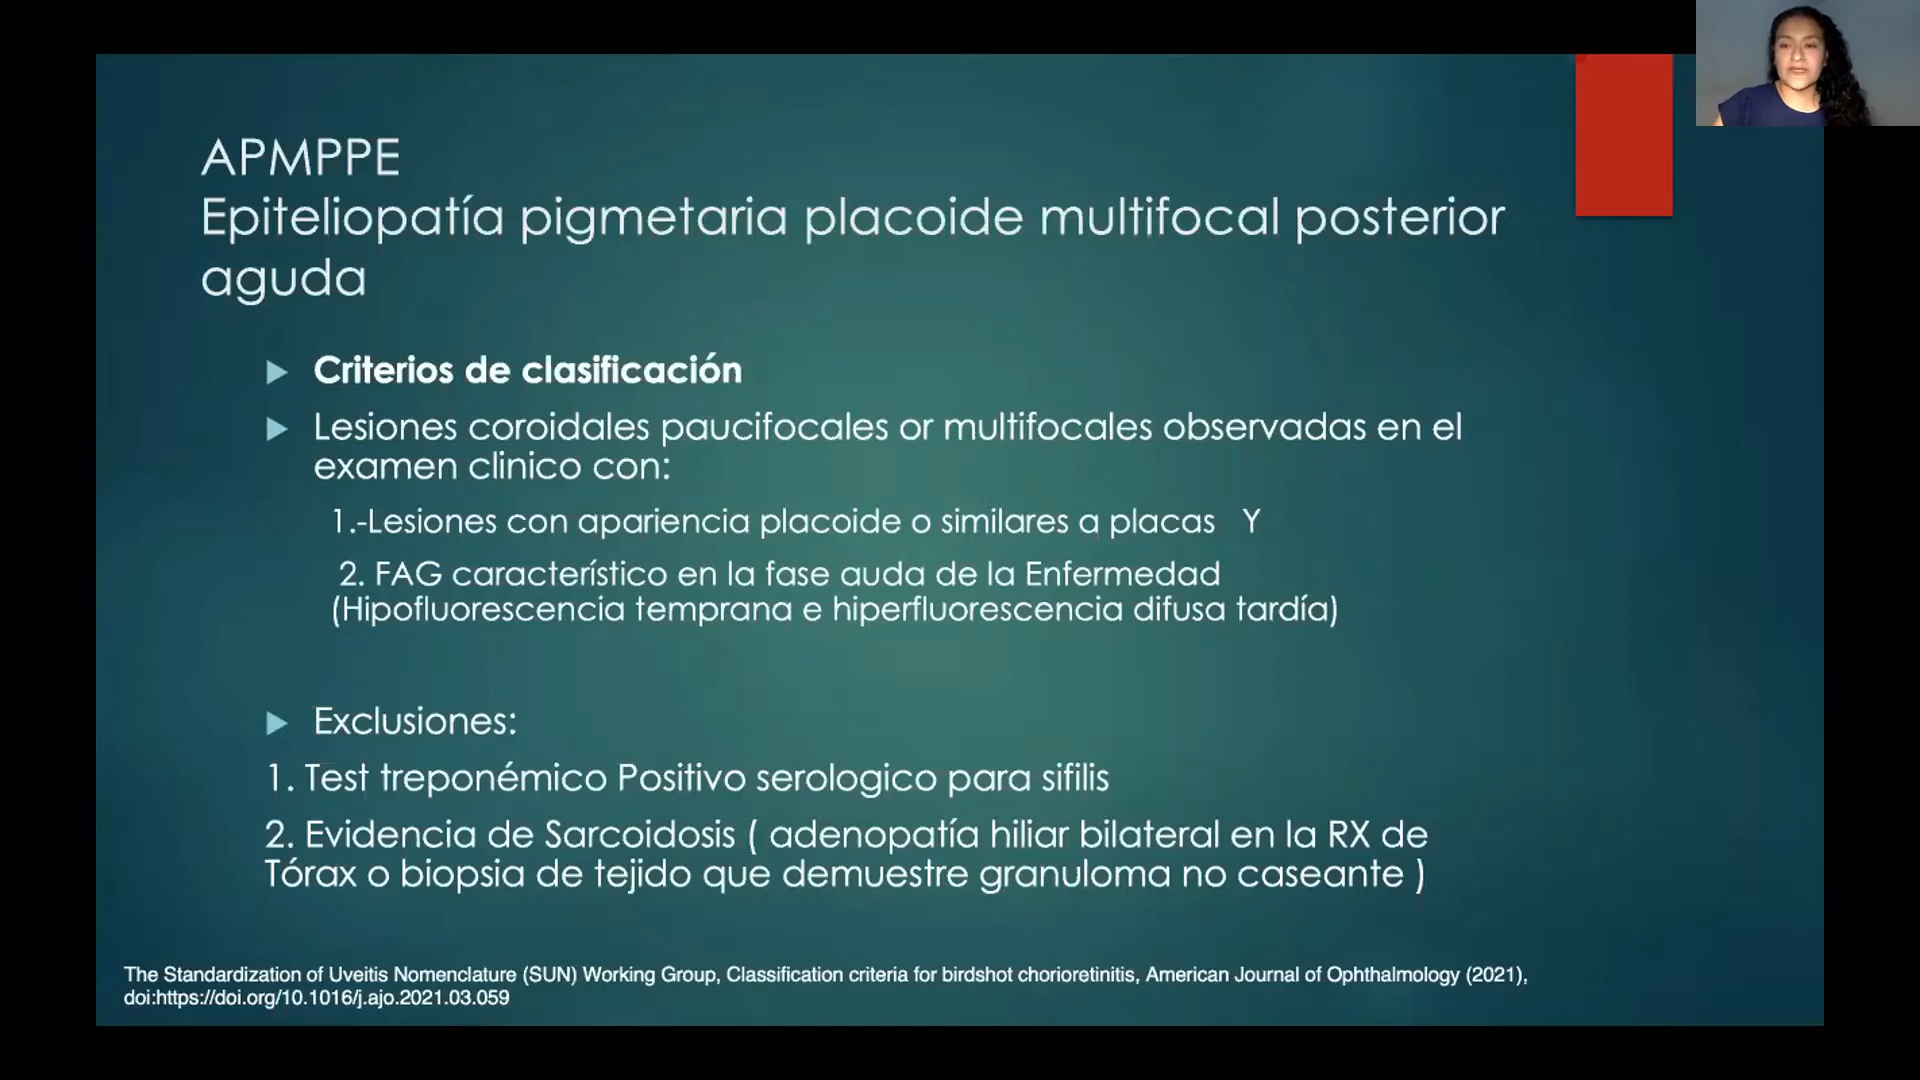 APMPPE
Epiteliopatía pigmetaria placoide multifocal posterior
aguda
Criterios de clasificación
Lesiones coroidales paucifocales or multifocales observadas en el
examen clinico con:
1.-Lesiones con apariencia placoide o similares a placas Y
2. FAG característico en la fase auda de la Enfermedad
(Hipofluorescencia temprana e hiperfluorescencia difusa tardía)
Exclusiones:
1. Test treponémico Positivo serologico para sifilis
2. Evidencia de Sarcoidosis ( adenopatía hiliar bilateral en la RX de
Tórax o biopsia de tejido que demuestre granuloma no caseante )
The Standardization of Uveitis Nomenclature (SUN) Working Group, Classification criteria for birdshot chorioretinitis, American Journal of Ophthalmology (2021),
doi:https://doi.org/10.1016/j.ajo.2021.03.059